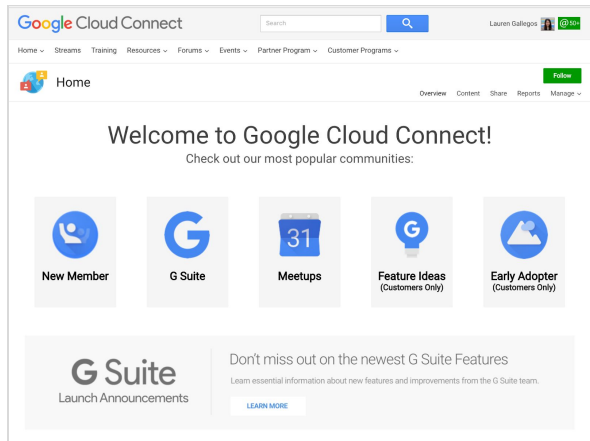 Google Cloud Connect
Search
Lauren Gallegos
@ 50+
Home Streams Training Resources Forums Events Partner Program Customer Programs
Home
Follow
Overview Content Share Reports Manage
Welcome to Google Cloud Connect!
Check out our most popular communities:
G
31
G
New Member
G Suite
Meetups
Feature Ideas
(Customers Only)
Early Adopter
(Customers Only)
G Suite
Launch Announcements
Don't miss out on the newest G Suite Features
Learn essential information about new features and improvements from the G Suite team.
LEARN MORE